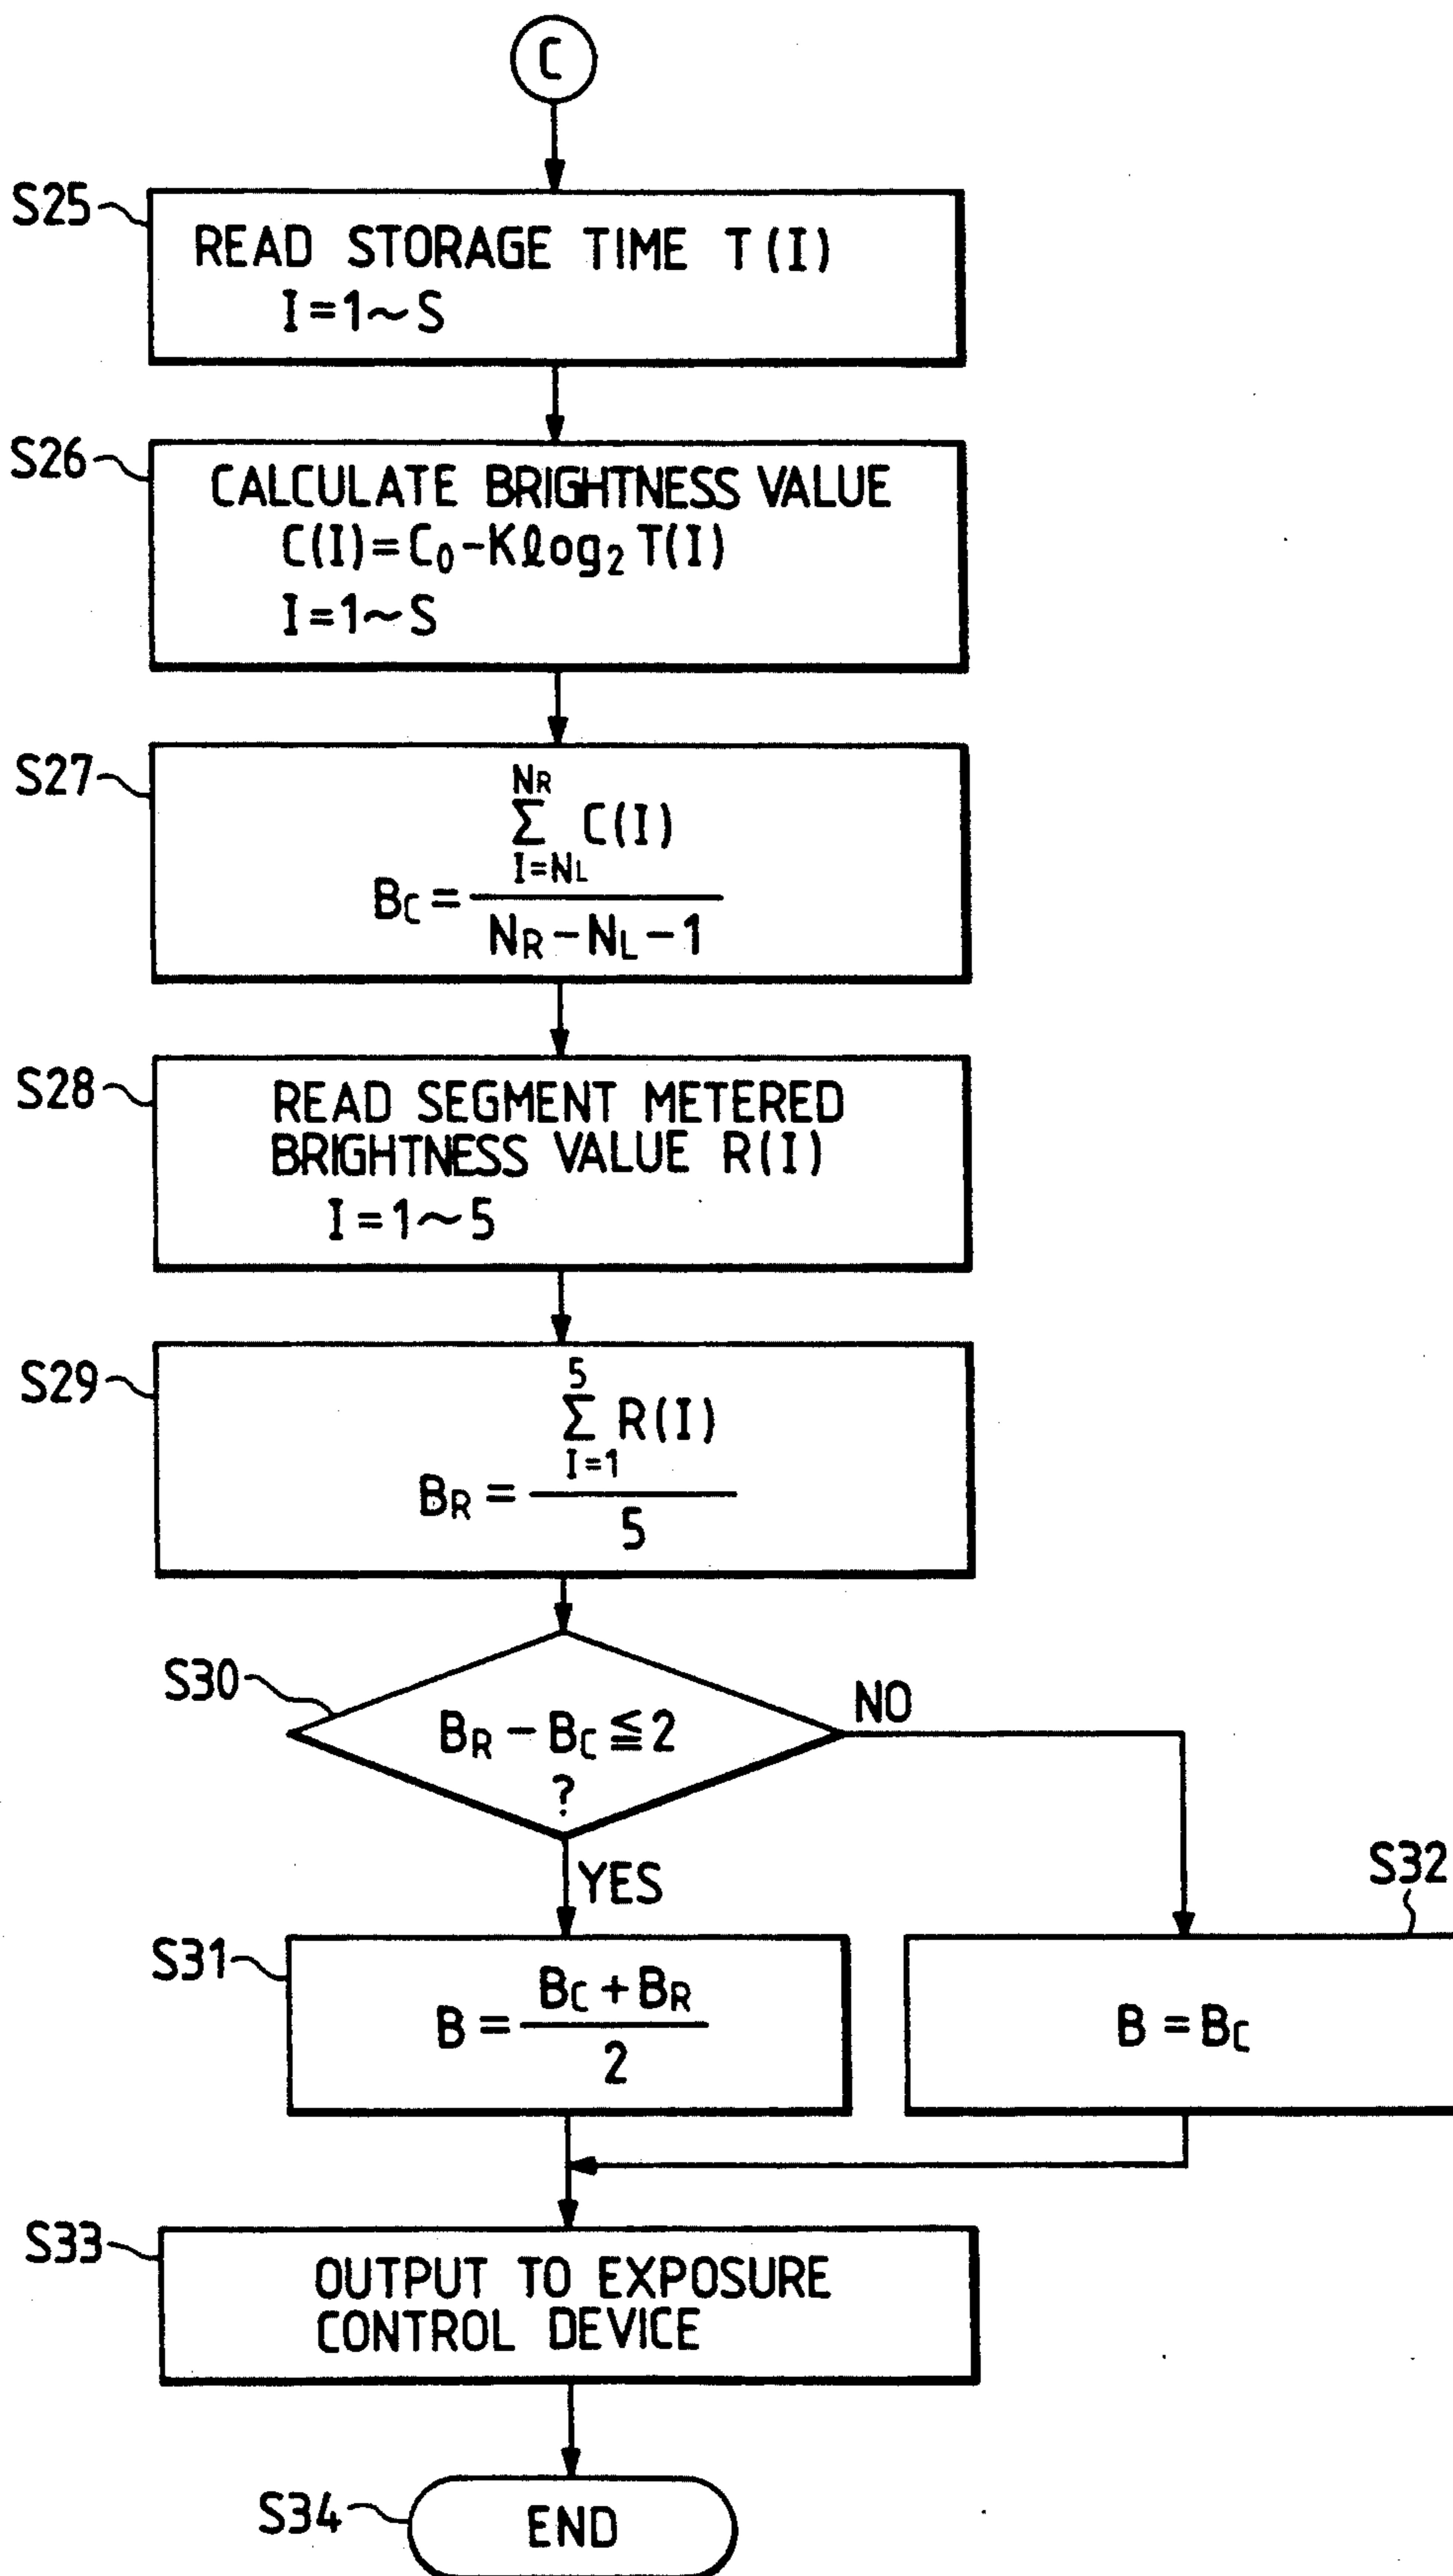 C
S25
READ STORAGE TIME T(I)
I=1~S
S26
CALCULATE BRIGHTNESS VALUE
C(I)=C₀-Kℓog₂T(I)
I=1~S
S27
NR
Σ C(I)
I=NL
BC=
NR-NL-1
S28
READ SEGMENT METERED
BRIGHTNESS VALUE R(I)
I=1~5
S29
5
Σ R(I)
I=1
BR=
5
S30
BR-BC≦2
?
NO
YES
S31
BC+BR
B=
2
S32
B=BC
S33
OUTPUT TO EXPOSURE
CONTROL DEVICE
S34
END